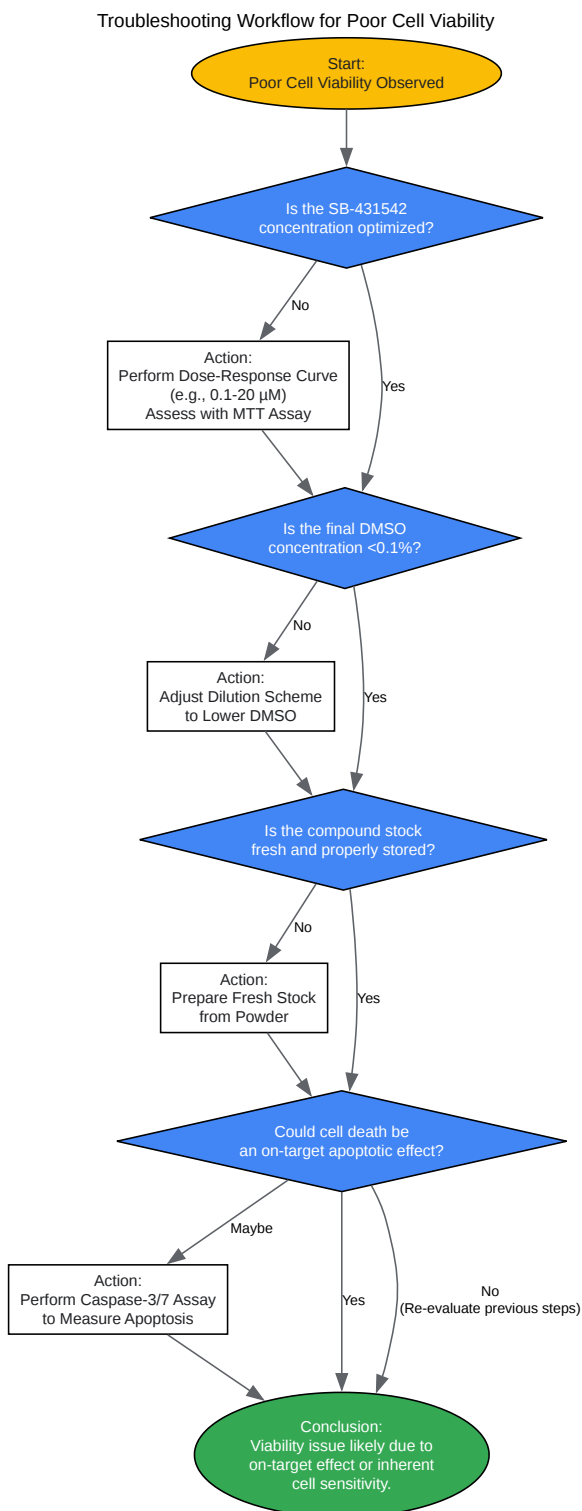 Troubleshooting Workflow for Poor Cell Viability
Start:
Poor Cell Viability Observed
Is the SB-431542
concentration optimized?
No
Action:
Perform Dose-Response Curve
(e.g., 0.1-20 µM)
Assess with MTT Assay
Yes
Is the final DMSO
concentration <0.1%?
No
Action:
Adjust Dilution Scheme
to Lower DMSO
Yes
Is the compound stock
fresh and properly stored?
No
Action:
Prepare Fresh Stock
from Powder
Yes
Could cell death be
an on-target apoptotic effect?
Maybe
Action:
Perform Caspase-3/7 Assay
to Measure Apoptosis
Yes
No
(Re-evaluate previous steps)
Conclusion:
Viability issue likely due to
on-target effect or inherent
cell sensitivity.